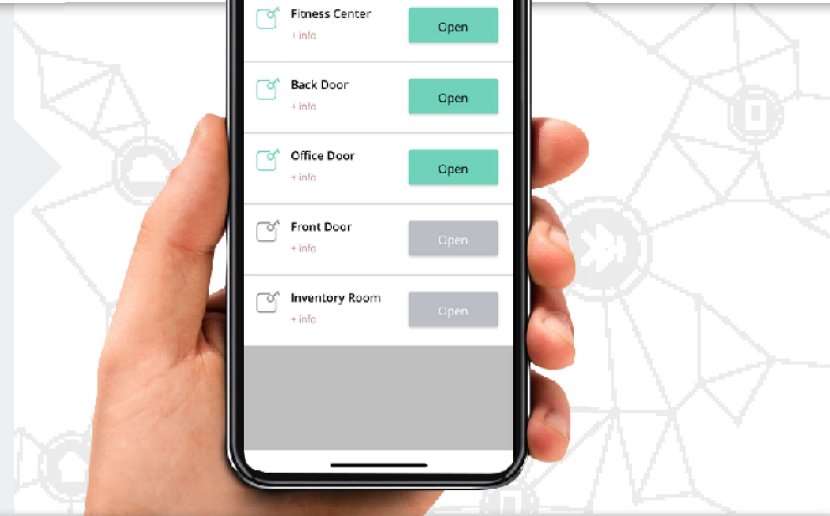 Fitness Center
+ info
Open
Back Door
+ info
Open
Office Door
+ info
Open
Front Door
+ info
Open
Inventory Room
+ info
Open